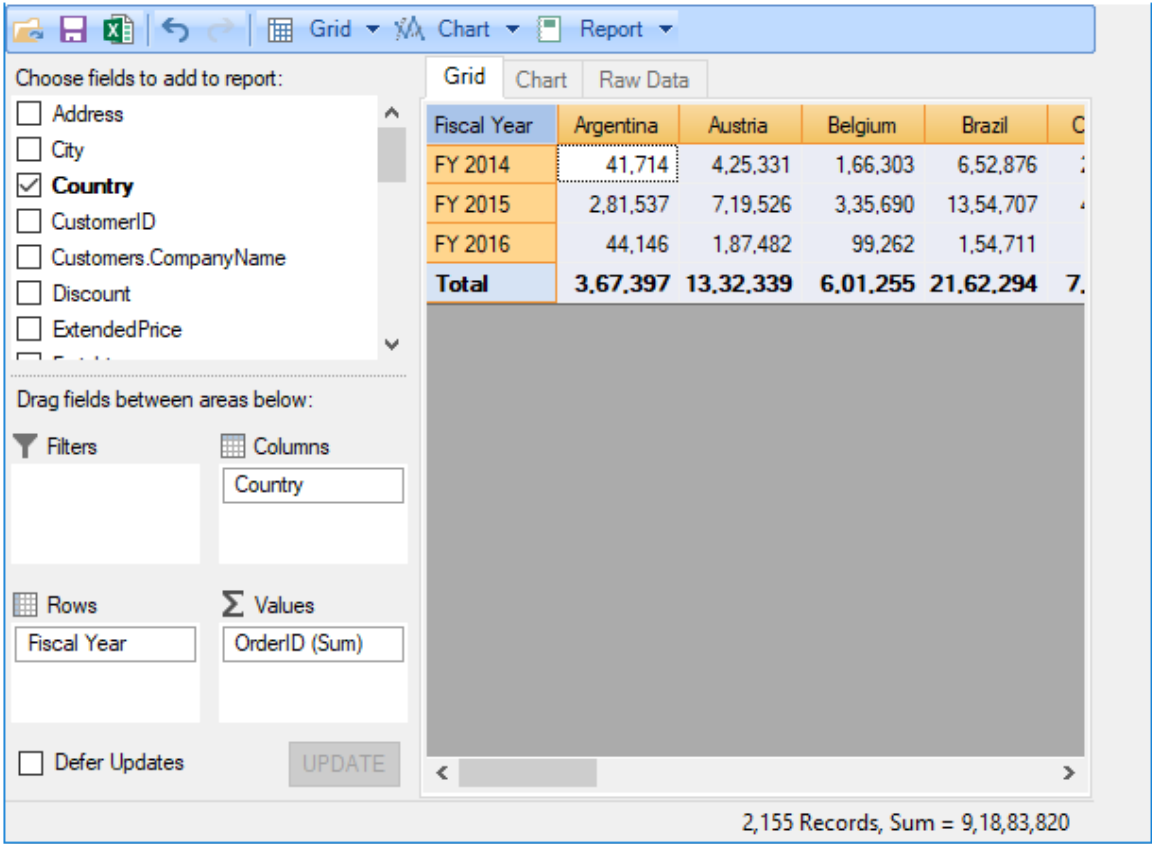 Grid Chart Report
Choose fields to add to report:
Address
City
Country
CustomerID
Customers.CompanyName
Discount
ExtendedPrice
Drag fields between areas below:
Filters Columns
Country
Rows Values
Fiscal Year OrderID (Sum)
Defer Updates UPDATE
Grid Chart Raw Data
Fiscal Year Argentina Austria Belgium Brazil C
FY 2014 41,714 4,25,331 1,66,303 6,52,876
FY 2015 2,81,537 7,19,526 3,35,690 13,54,707
FY 2016 44,146 1,87,482 99,262 1,54,711
Total 3,67,397 13,32,339 6,01,255 21,62,294 7,
2,155 Records, Sum = 9,18,83,820